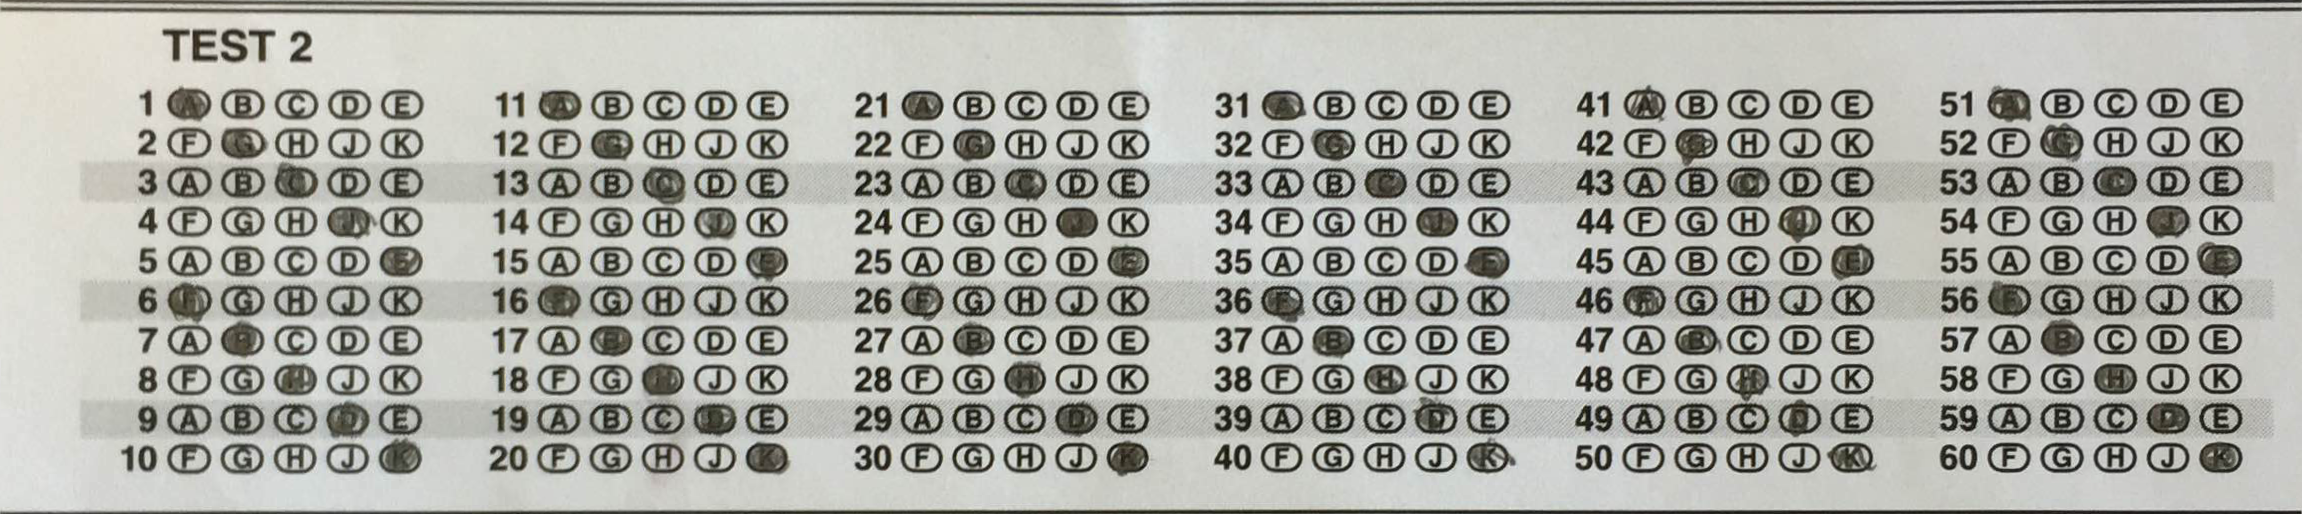 TEST 2
1 A B C D E 11 A B C D E 21 A B C D E 31 A B C D E 41 A B C D E 51 A B C D E
2 F G H J K 12 F G H J K 22 F G H J K 32 F G H J K 42 F G H J K 52 F G H J K
3 A B C D E 13 A B C D E 23 A B C D E 33 A B C D E 43 A B C D E 53 A B C D E
4 F G H J K 14 F G H J K 24 F G H J K 34 F G H J K 44 F G H J K 54 F G H J K
5 A B C D E 15 A B C D E 25 A B C D E 35 A B C D E 45 A B C D E 55 A B C D E
6 F G H J K 16 F G H J K 26 F G H J K 36 F G H J K 46 F G H J K 56 F G H J K
7 A B C D E 17 A B C D E 27 A B C D E 37 A B C D E 47 A B C D E 57 A B C D E
8 F G H J K 18 F G H J K 28 F G H J K 38 F G H J K 48 F G H J K 58 F G H J K
9 A B C D E 19 A B C D E 29 A B C D E 39 A B C D E 49 A B C D E 59 A B C D E
10 F G H J K 20 F G H J K 30 F G H J K 40 F G H J K 50 F G H J K 60 F G H J K